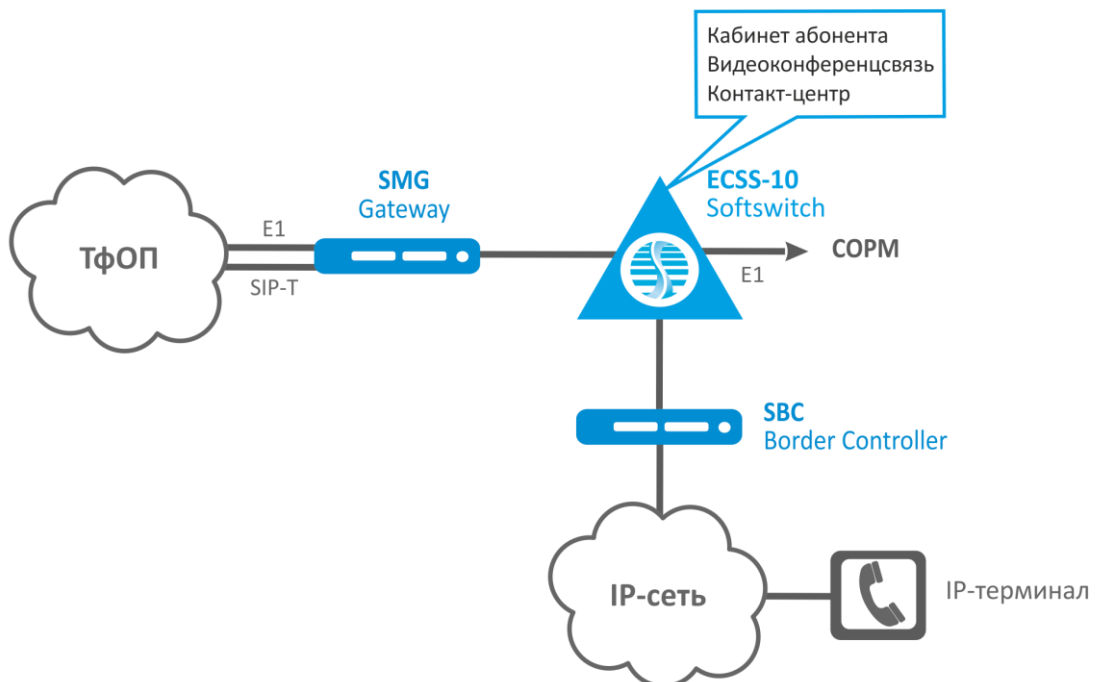 Кабинет абонента
Видеоконференцсвязь
Контакт-центр
SMG
Gateway
ECSS-10
Softswitch
ТфОП
E1
SIP-T
E1
СОРМ
SBC
Border Controller
IP-сеть
IP-терминал